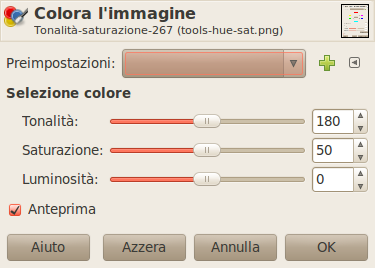 Colora l'immagine
Tonalità-saturazione-267 (tools-hue-sat.png)
Preimpostazioni:
Selezione colore
Tonalità: 180
Saturazione: 50
Luminosità: 0
Anteprima
Aiuto Azzera Annulla OK